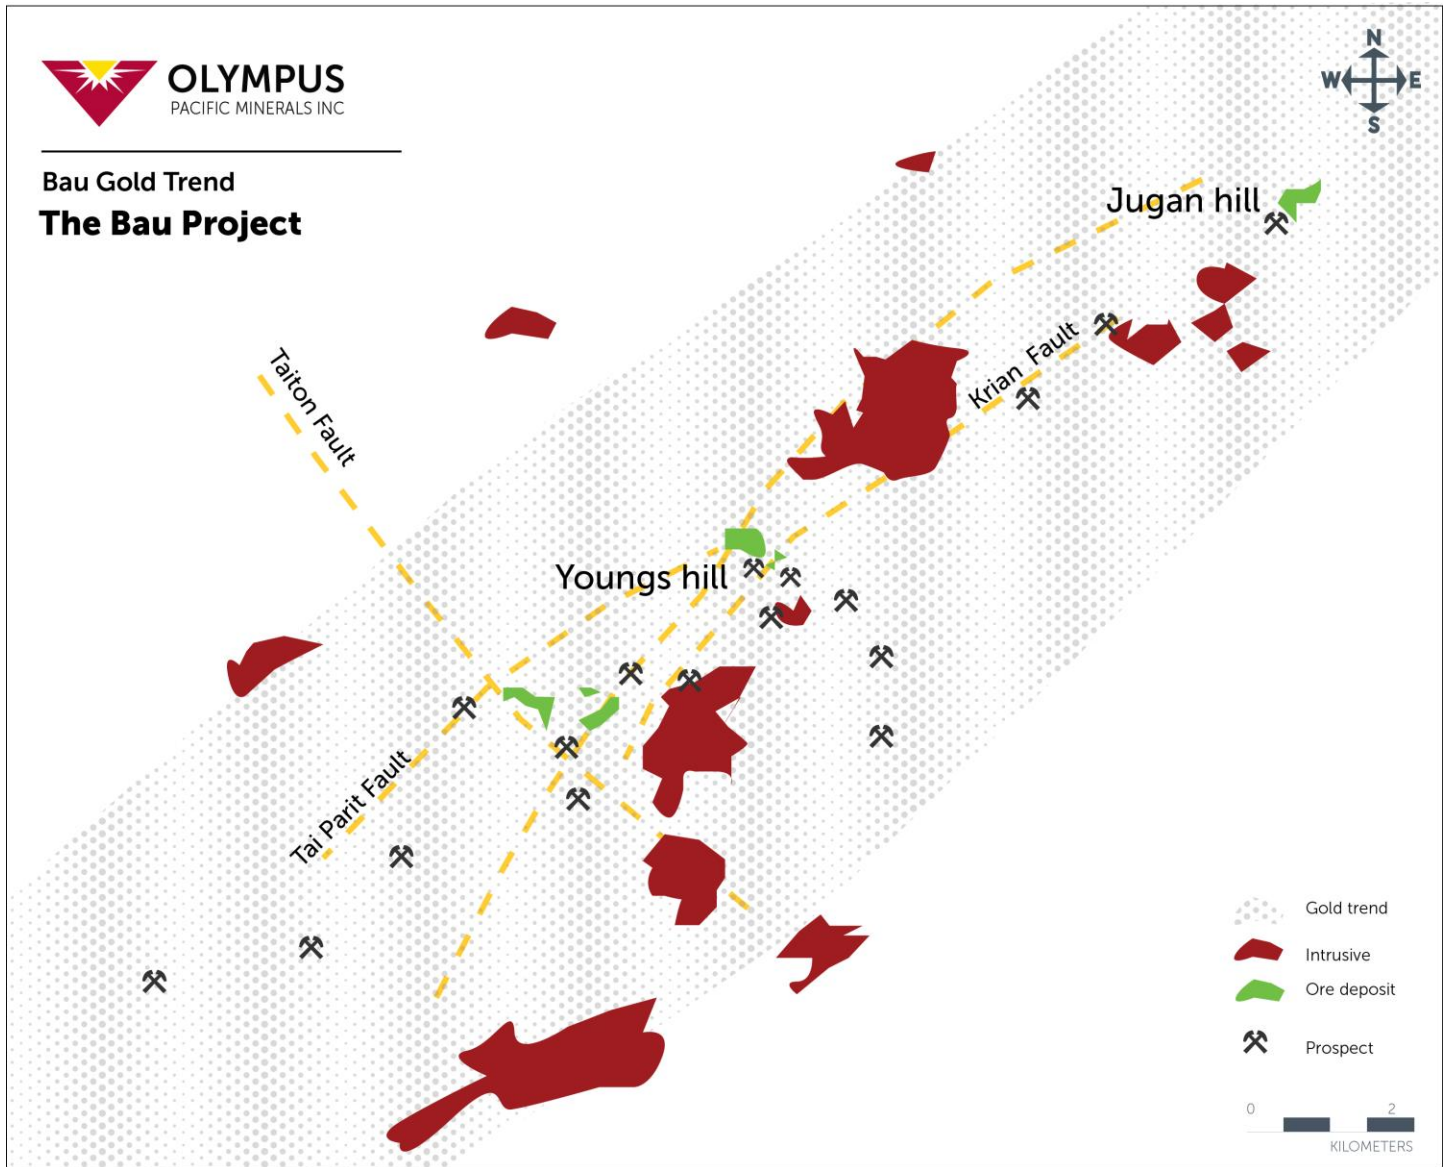 OLYMPUS
PACIFIC MINERALS INC
Bau Gold Trend
The Bau Project
N
W E
S
Jugan hill
Krian Fault
Taiton Fault
Youngs hill
Tai Parit Fault
Gold trend
Intrusive
Ore deposit
Prospect
0 2
KILOMETERS